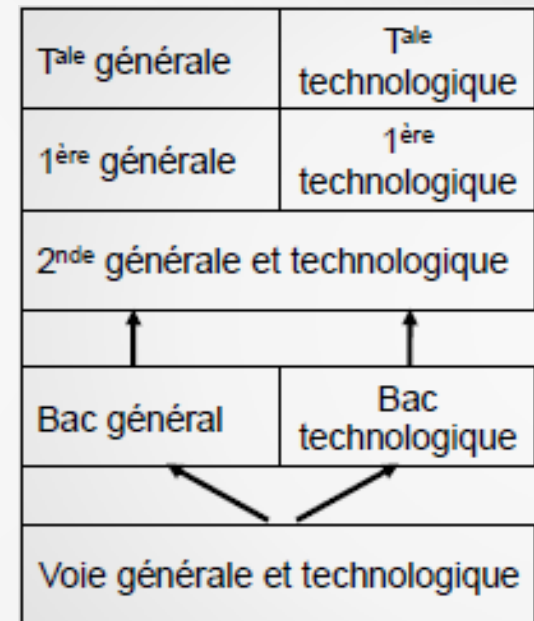 Tale générale
Tale
technologique
1ère générale
1ère
technologique
2nde générale et technologique
Bac général
Bac
technologique
Voie générale et technologique